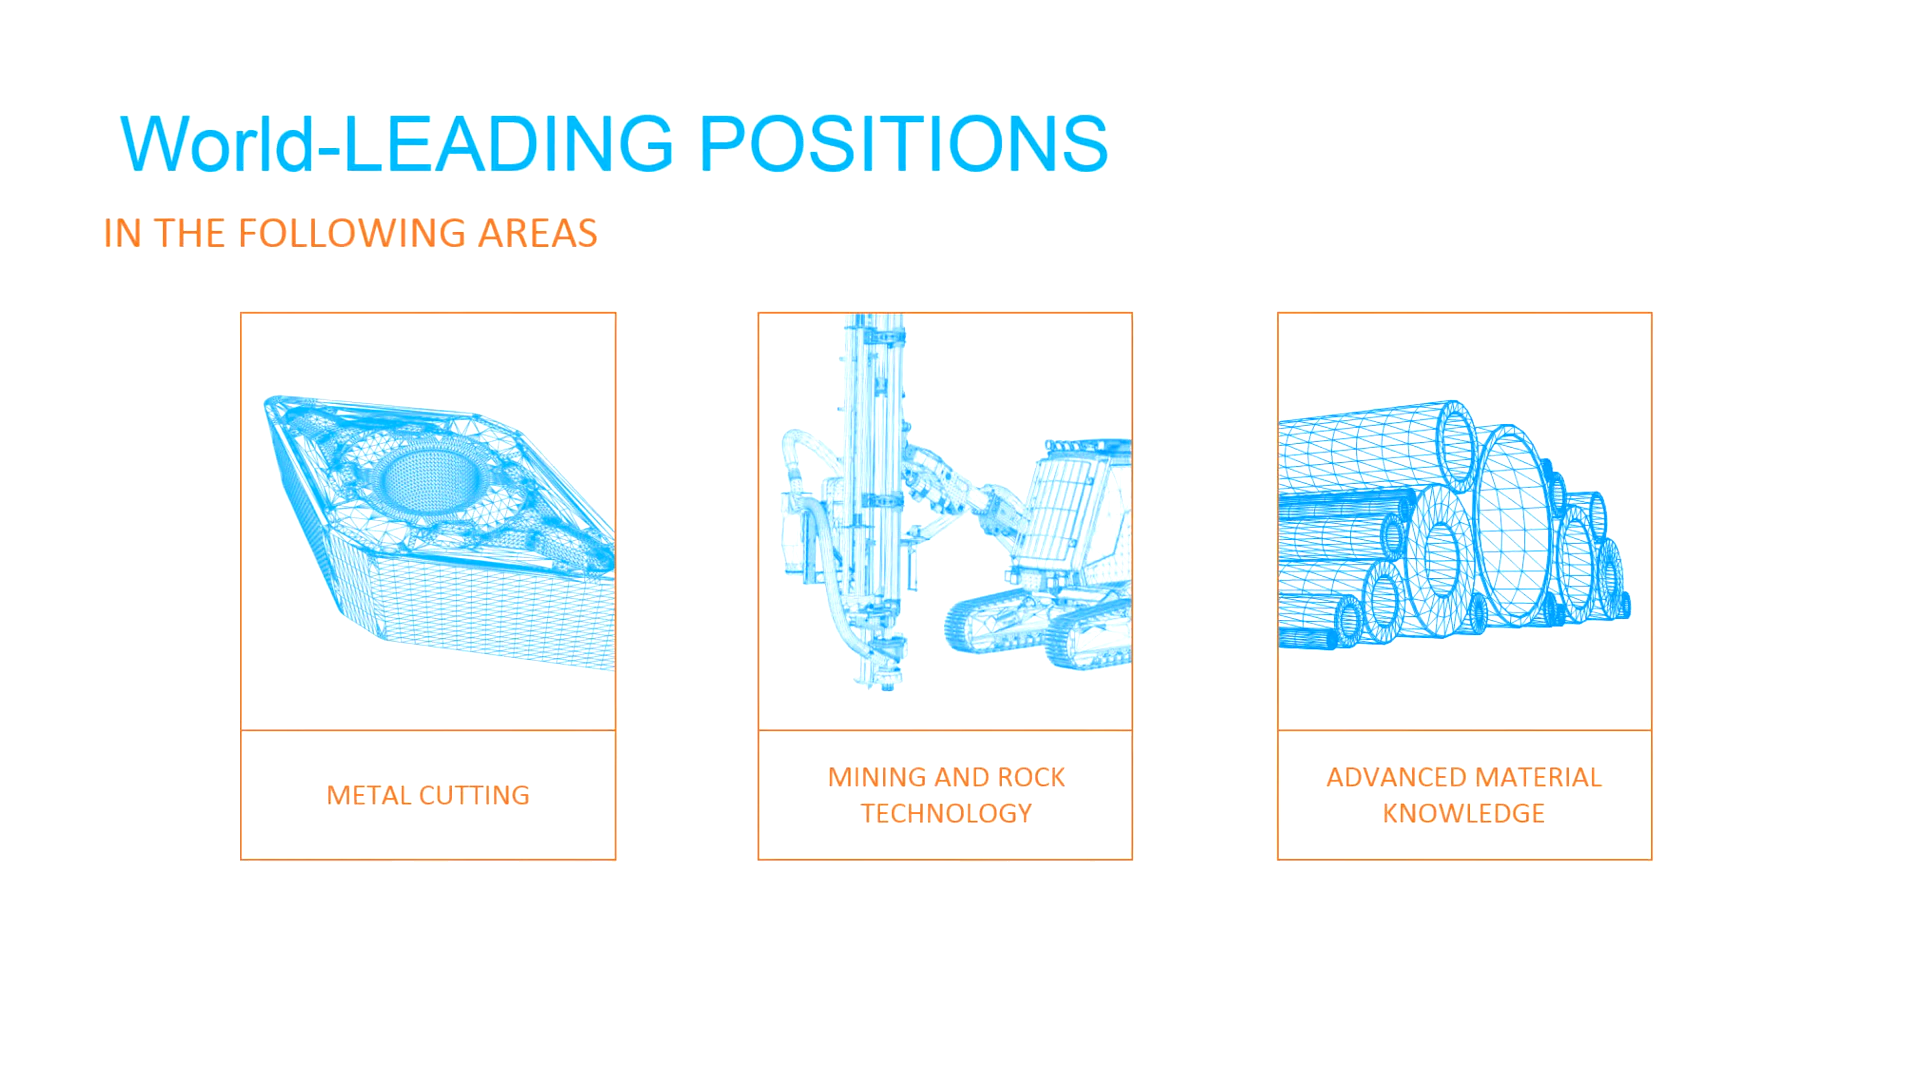 World-LEADING POSITIONS
IN THE FOLLOWING AREAS
METAL CUTTING
MINING AND ROCK
TECHNOLOGY
ADVANCED MATERIAL
KNOWLEDGE